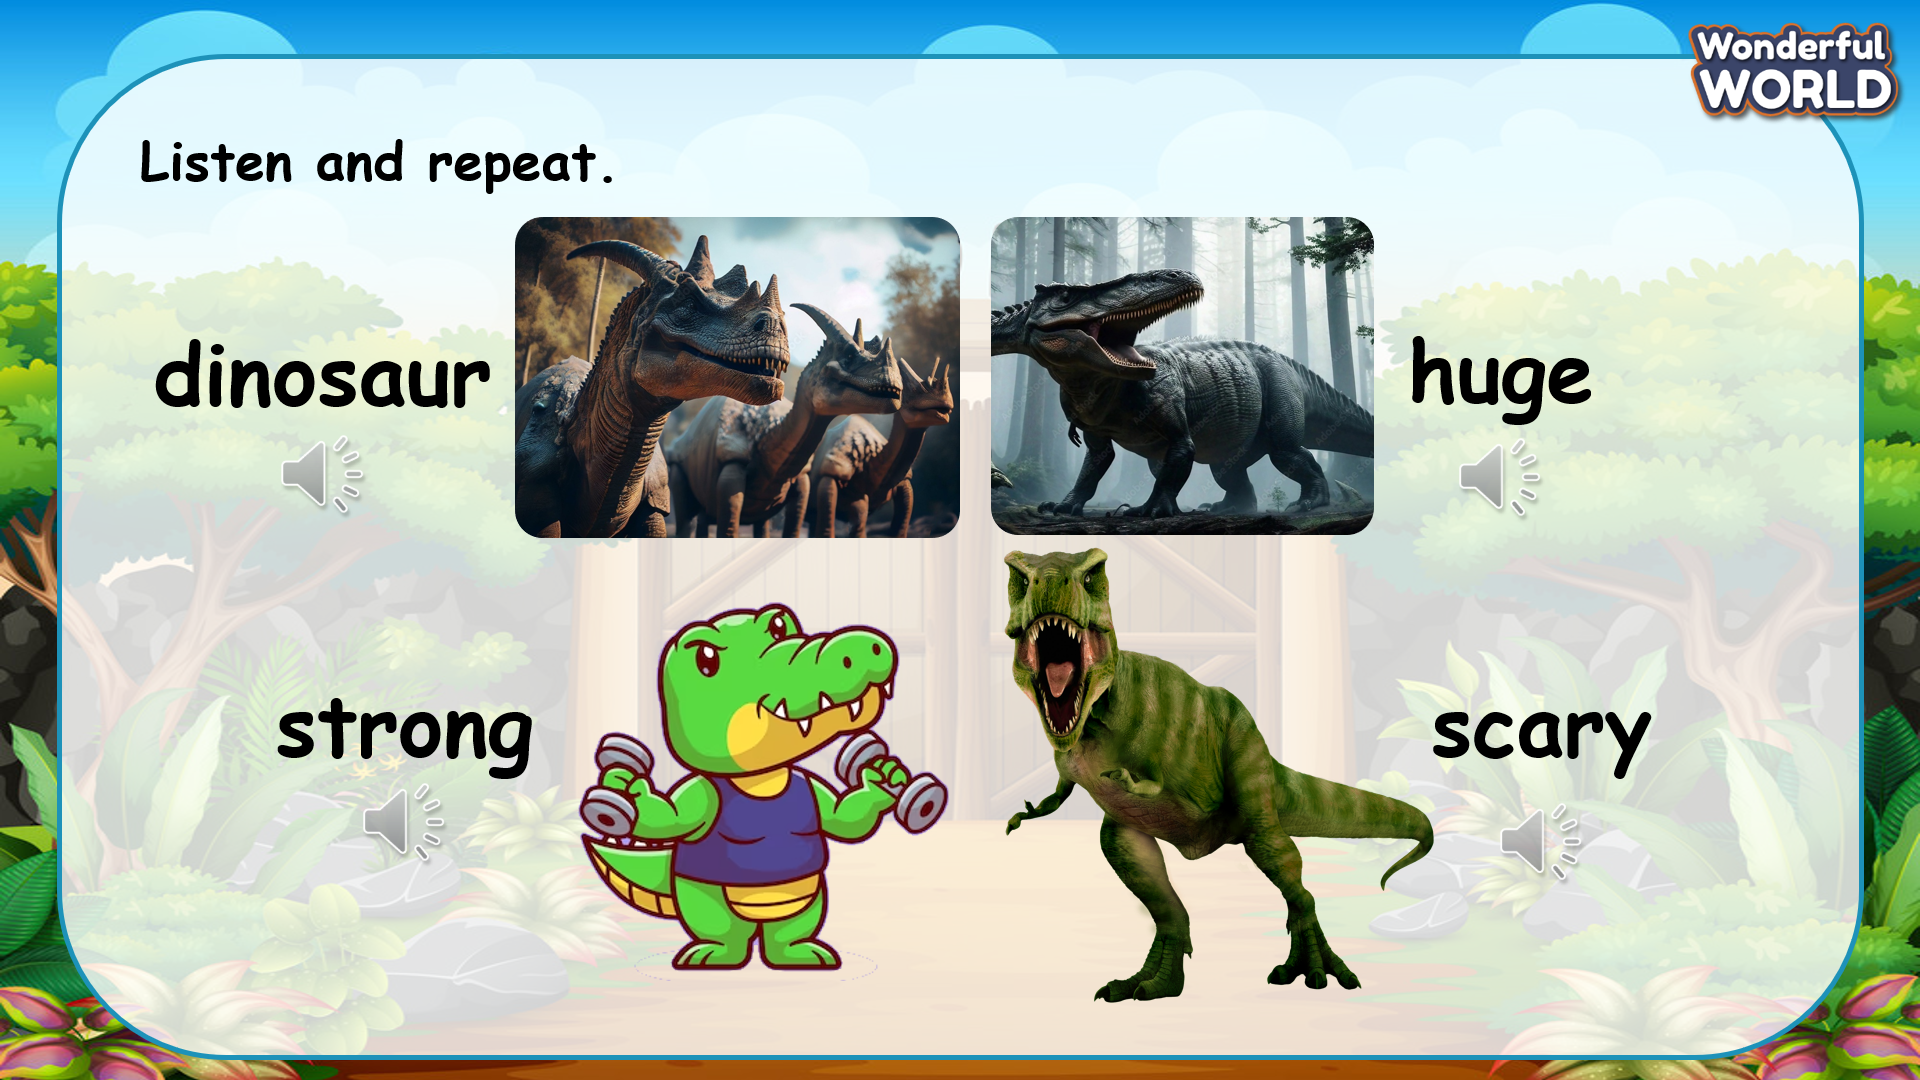 Wonderful
WORLD
Listen and repeat.
dinosaur
huge
strong
scary